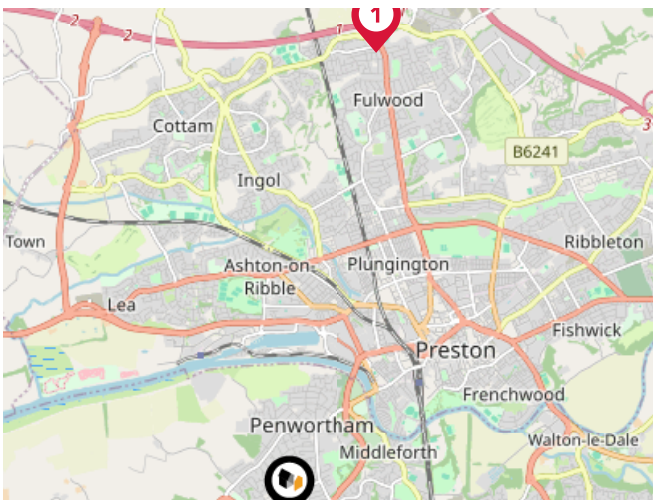 1
2
2
1
Fulwood
Cottam
3
B6241
Ingol
Town
Ribbleton
Ashton-on-
Ribble
Plungington
Lea
Fishwick
Preston
Frenchwood
Penwortham
Walton-le-Dale
Middleforth